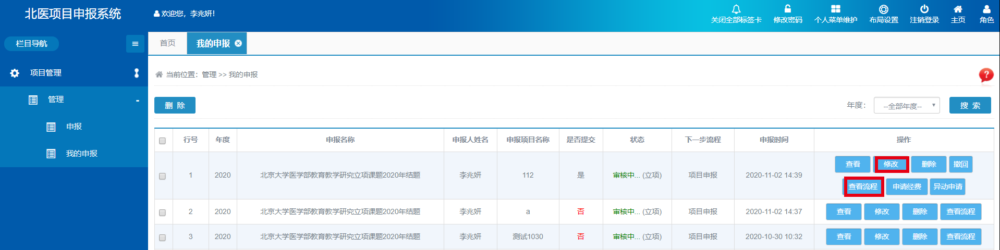 北医项目申报系统
欢迎您，李兆妍！
关闭全部标签卡 修改密码 个人菜单维护 布局设置 注销登录 主页 角色
栏目导航
首页 我的申报
项目管理
当前位置：管理 >> 我的申报
管理 -
删 除
年度： --全部年度-- 搜 索
申报
我的申报
行号 年度 申报名称 申报人姓名 申报项目名称 是否提交 状态 下一步流程 申报时间 操作
1 2020 北京大学医学部教育教学研究立项课题2020年结题 李兆妍 112 是 审核中... (立项) 项目申报 2020-11-02 14:39 查看 修改 删除 撤回
查看流程 申请经费 异动申请
2 2020 北京大学医学部教育教学研究立项课题2020年结题 李兆妍 a 否 审核中... (立项) 项目申报 2020-11-02 14:37 查看 修改 删除 查看流程
3 2020 北京大学医学部教育教学研究立项课题2020年结题 李兆妍 测试1030 否 审核中... (立项) 项目申报 2020-10-30 10:32 查看 修改 删除 查看流程